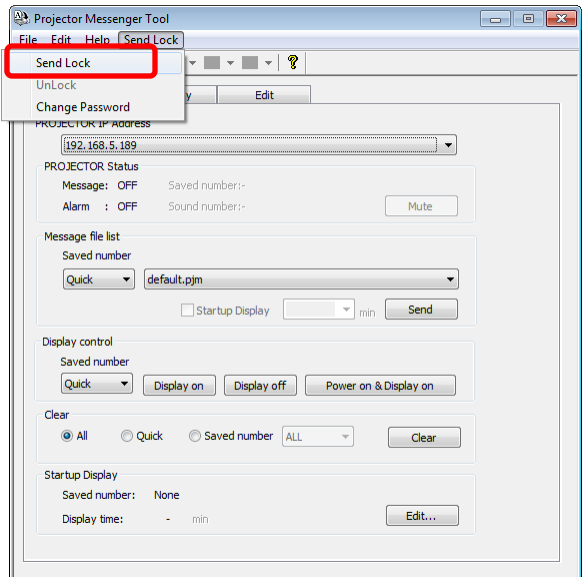 Projector Messenger Tool
File Edit Help Send Lock
Send Lock
UnLock
Change Password
Edit
PROJECTOR IP Address
192.168.5.189
PROJECTOR Status
Message: OFF Saved number:-
Alarm : OFF Sound number:- Mute
Message file list
Saved number
Quick default.pjm
Startup Display min Send
Display control
Saved number
Quick Display on Display off Power on & Display on
Clear
All Quick Saved number ALL Clear
Startup Display
Saved number: None
Display time: - min Edit...